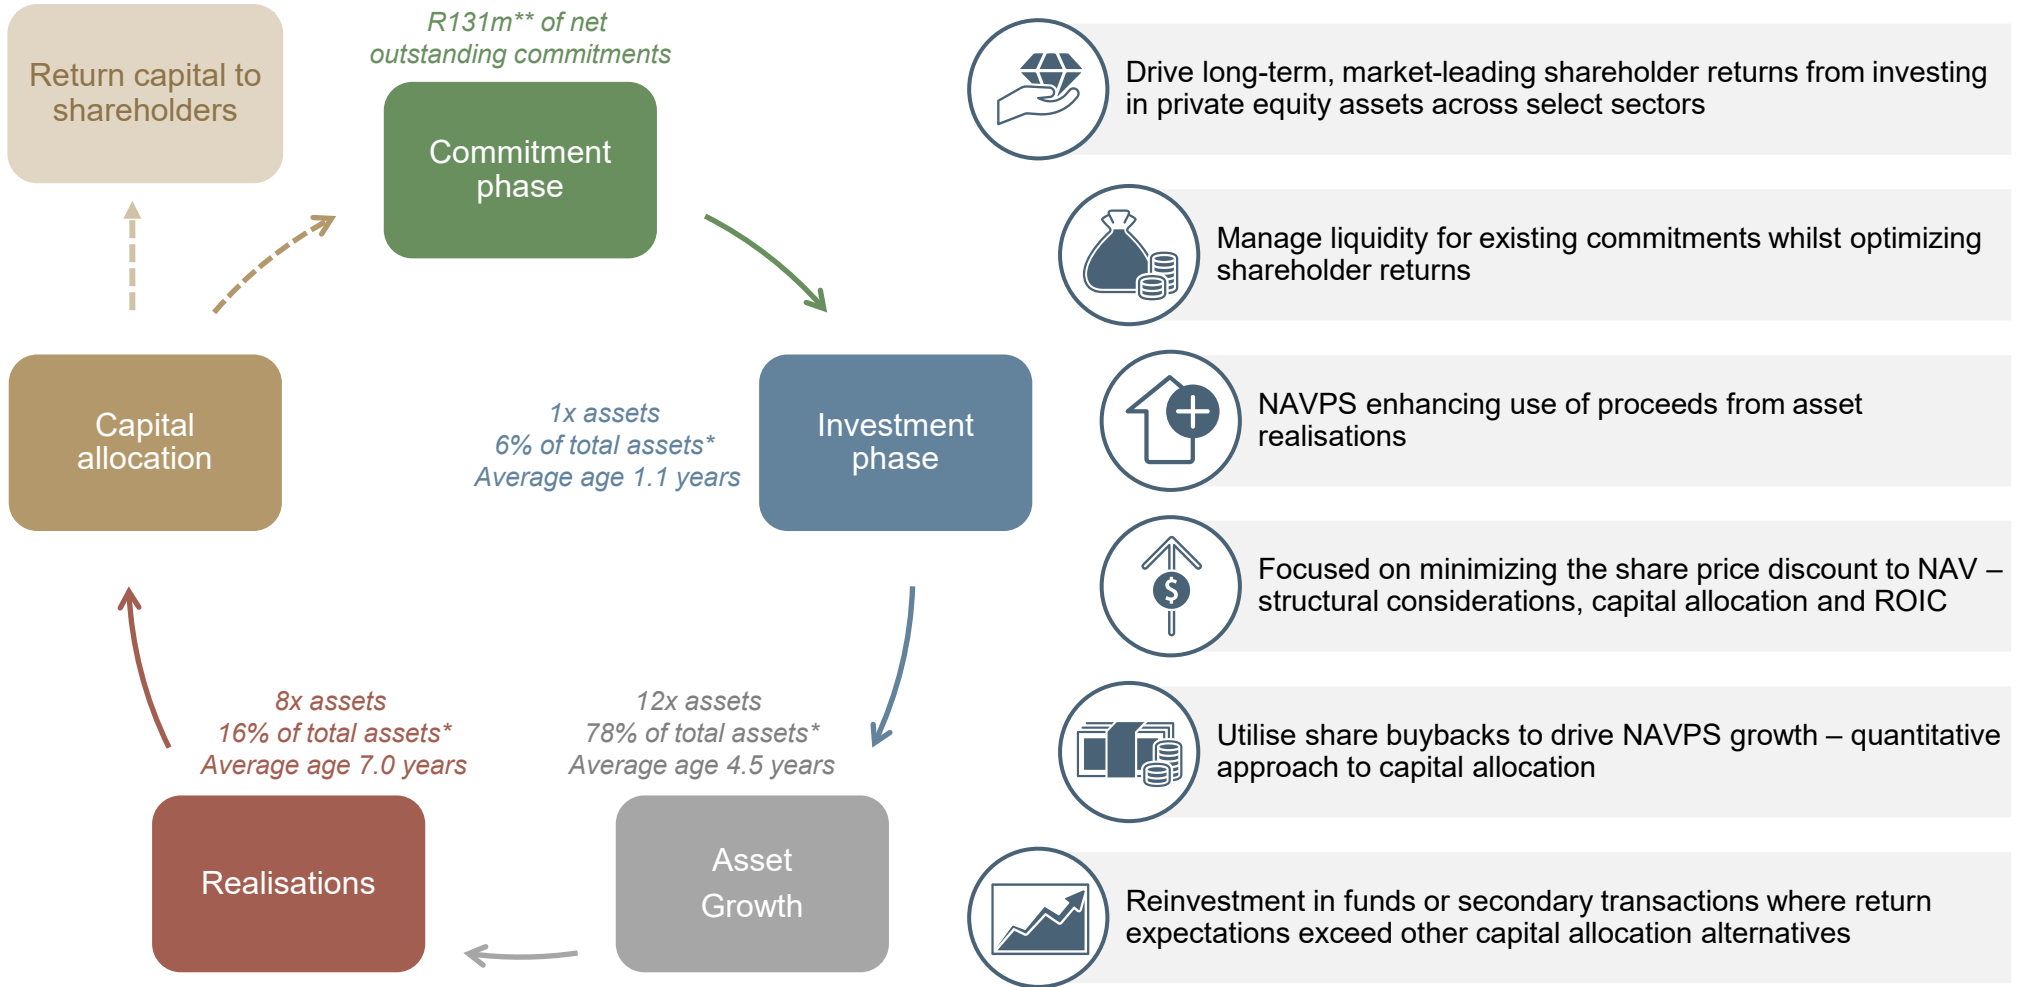 Return capital to
shareholders
R131m** of net
outstanding commitments
Commitment
phase
Capital
allocation
1x assets
6% of total assets*
Average age 1.1 years
Investment
phase
8x assets
16% of total assets*
Average age 7.0 years
12x assets
78% of total assets*
Average age 4.5 years
Realisations
Asset
Growth
Drive long-term, market-leading shareholder returns from investing
in private equity assets across select sectors
Manage liquidity for existing commitments whilst optimizing
shareholder returns
NAVPS enhancing use of proceeds from asset
realisations
$
Focused on minimizing the share price discount to NAV –
structural considerations, capital allocation and ROIC
Utilise share buybacks to drive NAVPS growth – quantitative
approach to capital allocation
Reinvestment in funds or secondary transactions where return
expectations exceed other capital allocation alternatives